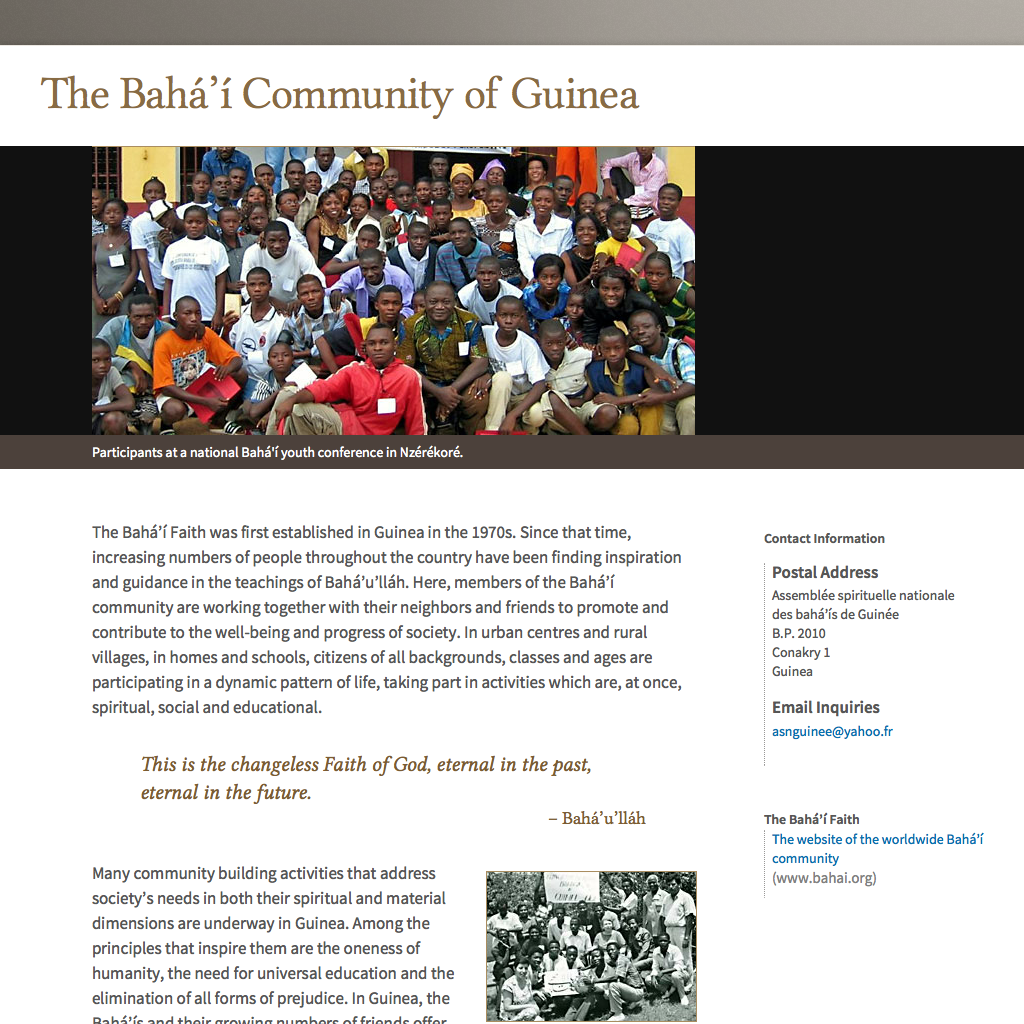 The Bahá’í Community of Guinea
Participants at a national Bahá’í youth conference in Nzérékoré.
The Bahá’í Faith was first established in Guinea in the 1970s. Since that time,
increasing numbers of people throughout the country have been finding inspiration
and guidance in the teachings of Bahá’u’lláh. Here, members of the Bahá’í
community are working together with their neighbors and friends to promote and
contribute to the well-being and progress of society. In urban centres and rural
villages, in homes and schools, citizens of all backgrounds, classes and ages are
participating in a dynamic pattern of life, taking part in activities which are, at once,
spiritual, social and educational.
This is the changeless Faith of God, eternal in the past,
eternal in the future.
– Bahá’u’lláh
Many community building activities that address
society’s needs in both their spiritual and material
dimensions are underway in Guinea. Among the
principles that inspire them are the oneness of
humanity, the need for universal education and the
elimination of all forms of prejudice. In Guinea, the
Bahá’ís and their growing numbers of friends offer
Contact Information
Postal Address
Assemblée spirituelle nationale
des bahá’ís de Guinée
B.P. 2010
Conakry 1
Guinea
Email Inquiries
asnguinee@yahoo.fr
The Bahá’í Faith
The website of the worldwide Bahá’í
community
(www.bahai.org)